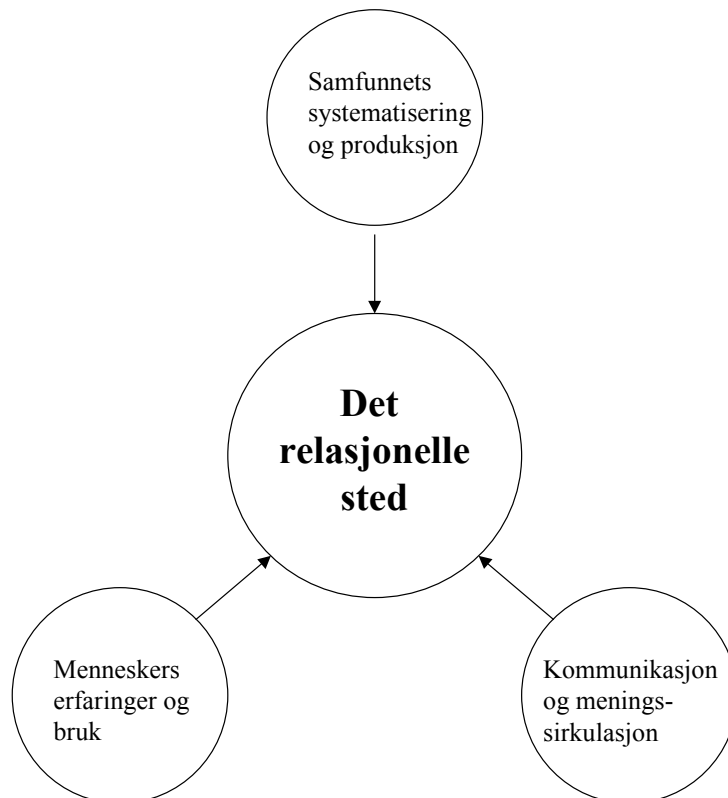 Samfunnets
systematisering
og produksjon
Det
relasjonelle
sted
Menneskers
erfaringer og
bruk
Kommunikasjon
og menings-
sirkulasjon